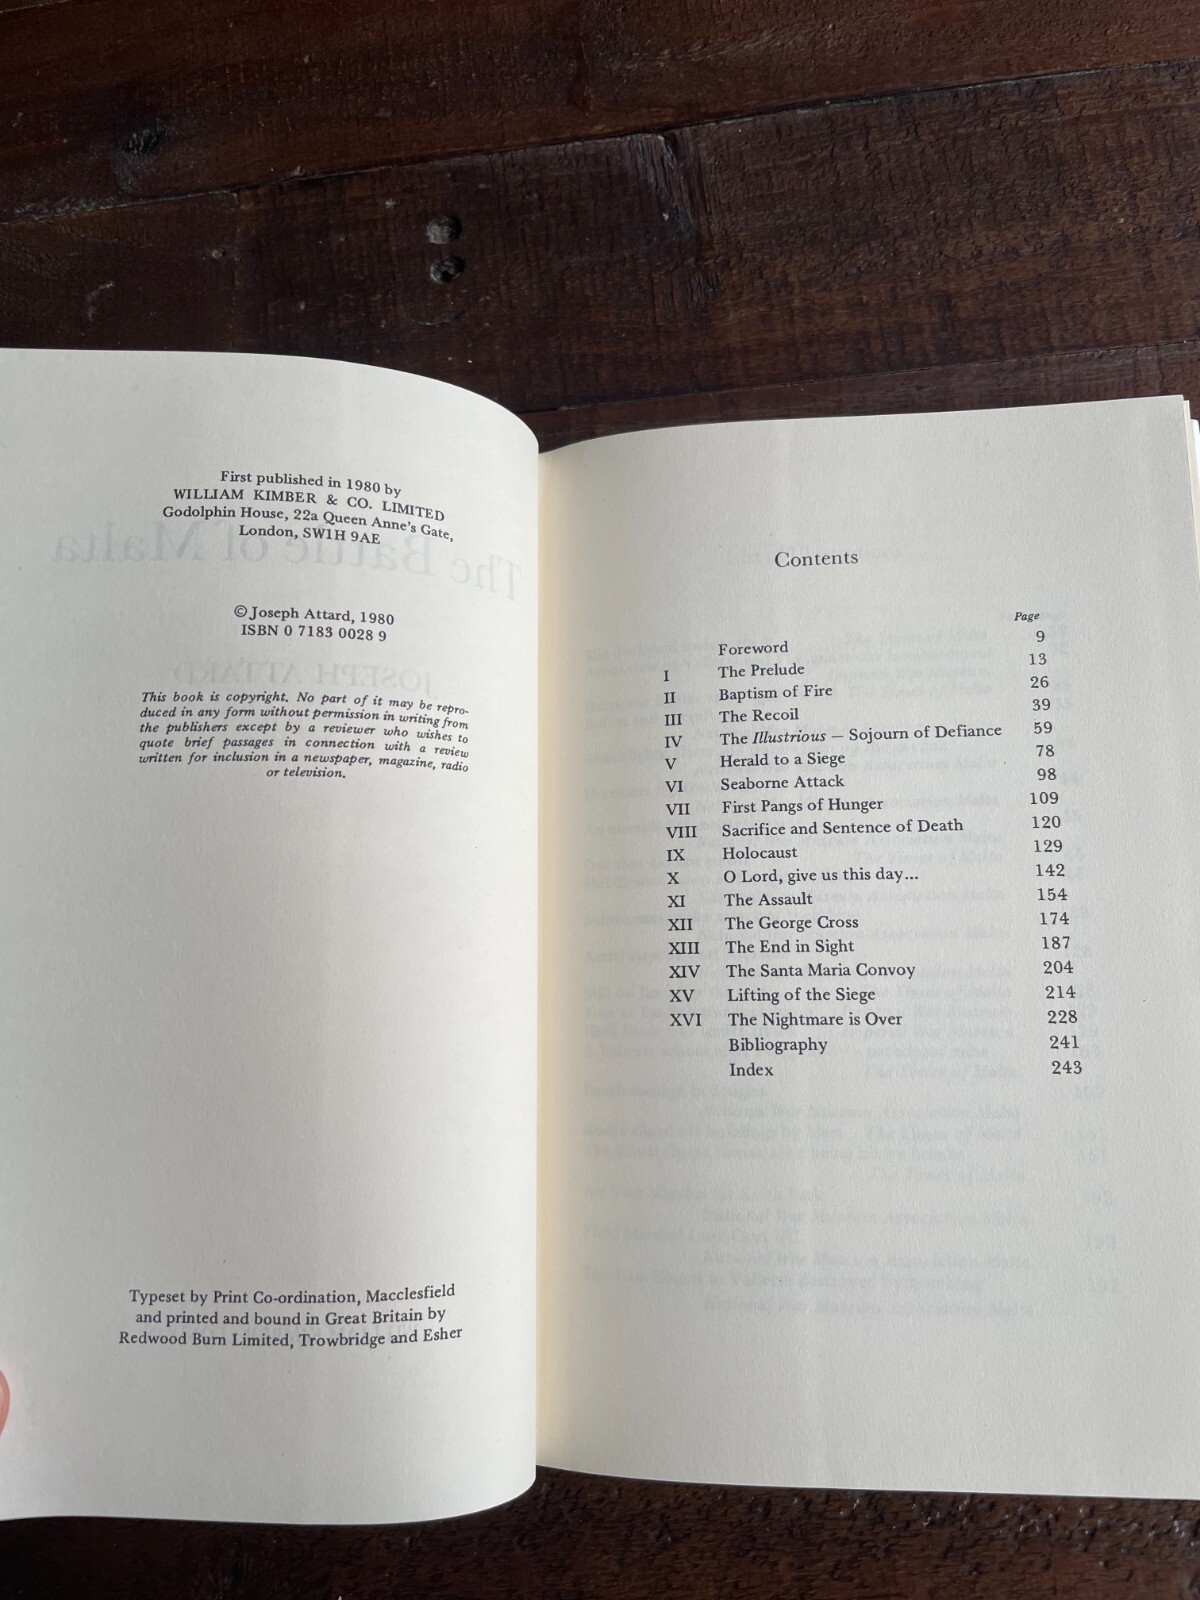 First published in 1980 by
WILLIAM KIMBER & CO. LIMITED
Godolphin House, 22a Queen Anne's Gate,
London, SW1H 9AE
The Battle of Malta
© Joseph Attard, 1980
ISBN 0 7183 0028 9
JOSEPH ATTARD
This book is copyright. No part of it may be repro-
duced in any form without permission in writing from
the publishers except by a reviewer who wishes to
quote brief passages in connection with a review
written for inclusion in a newspaper, magazine, radio
or television.
Typeset by Print Co-ordination, Macclesfield
and printed and bound in Great Britain by
Redwood Burn Limited, Trowbridge and Esher
Contents
Page
Foreword 9
I The Prelude 13
II Baptism of Fire 26
III The Recoil 39
IV The Illustrious — Sojourn of Defiance 59
V Herald to a Siege 78
VI Seaborne Attack 98
VII First Pangs of Hunger 109
VIII Sacrifice and Sentence of Death 120
IX Holocaust 129
X O Lord, give us this day... 142
XI The Assault 154
XII The George Cross 174
XIII The End in Sight 187
XIV The Santa Maria Convoy 204
XV Lifting of the Siege 214
XVI The Nightmare is Over 228
Bibliography 241
Index 243